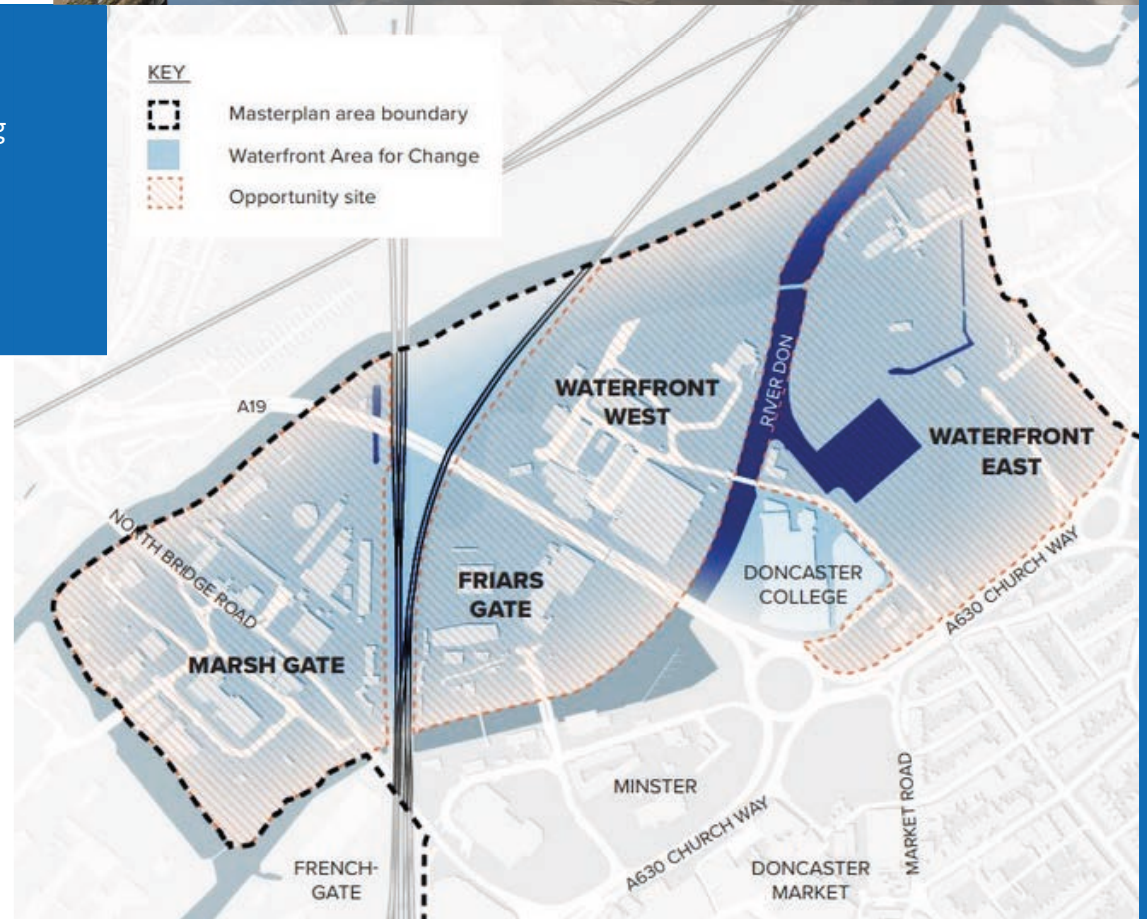 g
KEY
Masterplan area boundary
Waterfront Area for Change
Opportunity site
A19
WATERFRONT
WEST
RIVER DON
WATERFRONT
EAST
NORTH BRIDGE ROAD
FRIARS
GATE
DONCASTER
COLLEGE
A630 CHURCH WAY
MARSH GATE
MINSTER
MARKET ROAD
A630 CHURCH WAY
FRENCH-
GATE
DONCASTER
MARKET